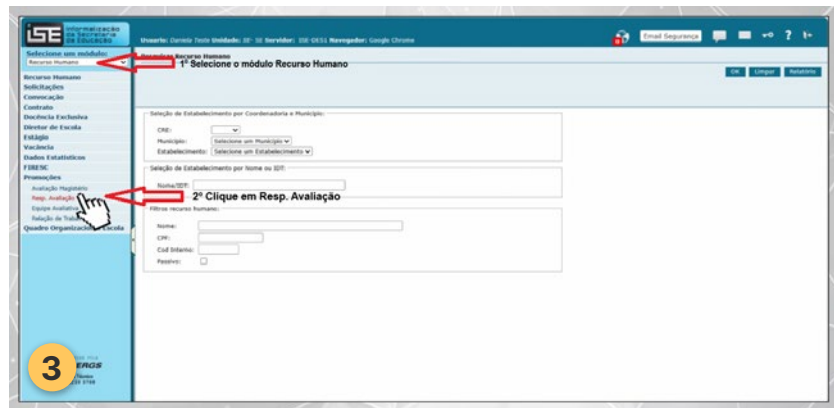 ISE Informatização da Secretaria da Educação
Usuario: Daniela Teste Unidade: SE- SE Servidor: ISE-DES1 Navegador: Google Chrome
Email Segurança
Selecione um módulo:
Recurso Humano
1º Selecione o módulo Recurso Humano
OK Limpar Relatório
Recurso Humano
Solicitações
Convocação
Contrato
Docência Exclusiva
Diretor de Escola
Estágio
Vacância
Dados Estatísticos
FIRESC
Promoções
Avaliação Magistério
Resp. Avaliação
Equipe Avaliativa
Relação de
Quadro Organizacional Escola
Seleção de Estabelecimento por Coordenadoria e Município:
CRE:
Município: Selecione um Município
Estabelecimento: Selecione um Estabelecimento
Seleção de Estabelecimento por Nome ou IDT:
Nome/IDT:
2º Clique em Resp. Avaliação
Filtros recurso humano:
Nome:
CPF:
Cod Interno:
Passivo:
3
ERGS